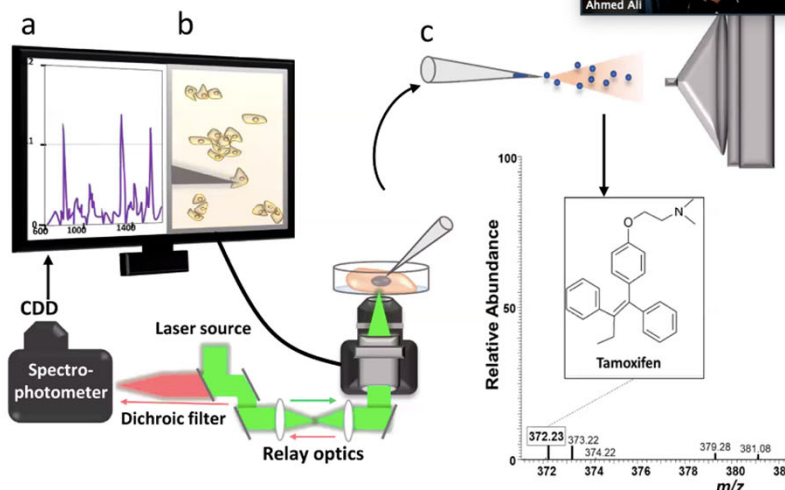 Ahmed Ali
a
b
c
.2
.1
0
600
1000
1400
CDD
Spectro-
photometer
Laser source
Dichroic filter
Relay optics
Relative Abundance
100
50
0
O
N
Tamoxifen
372.23
373.22
374.22
379.28
381.08
372
374
376
378
380
m/z